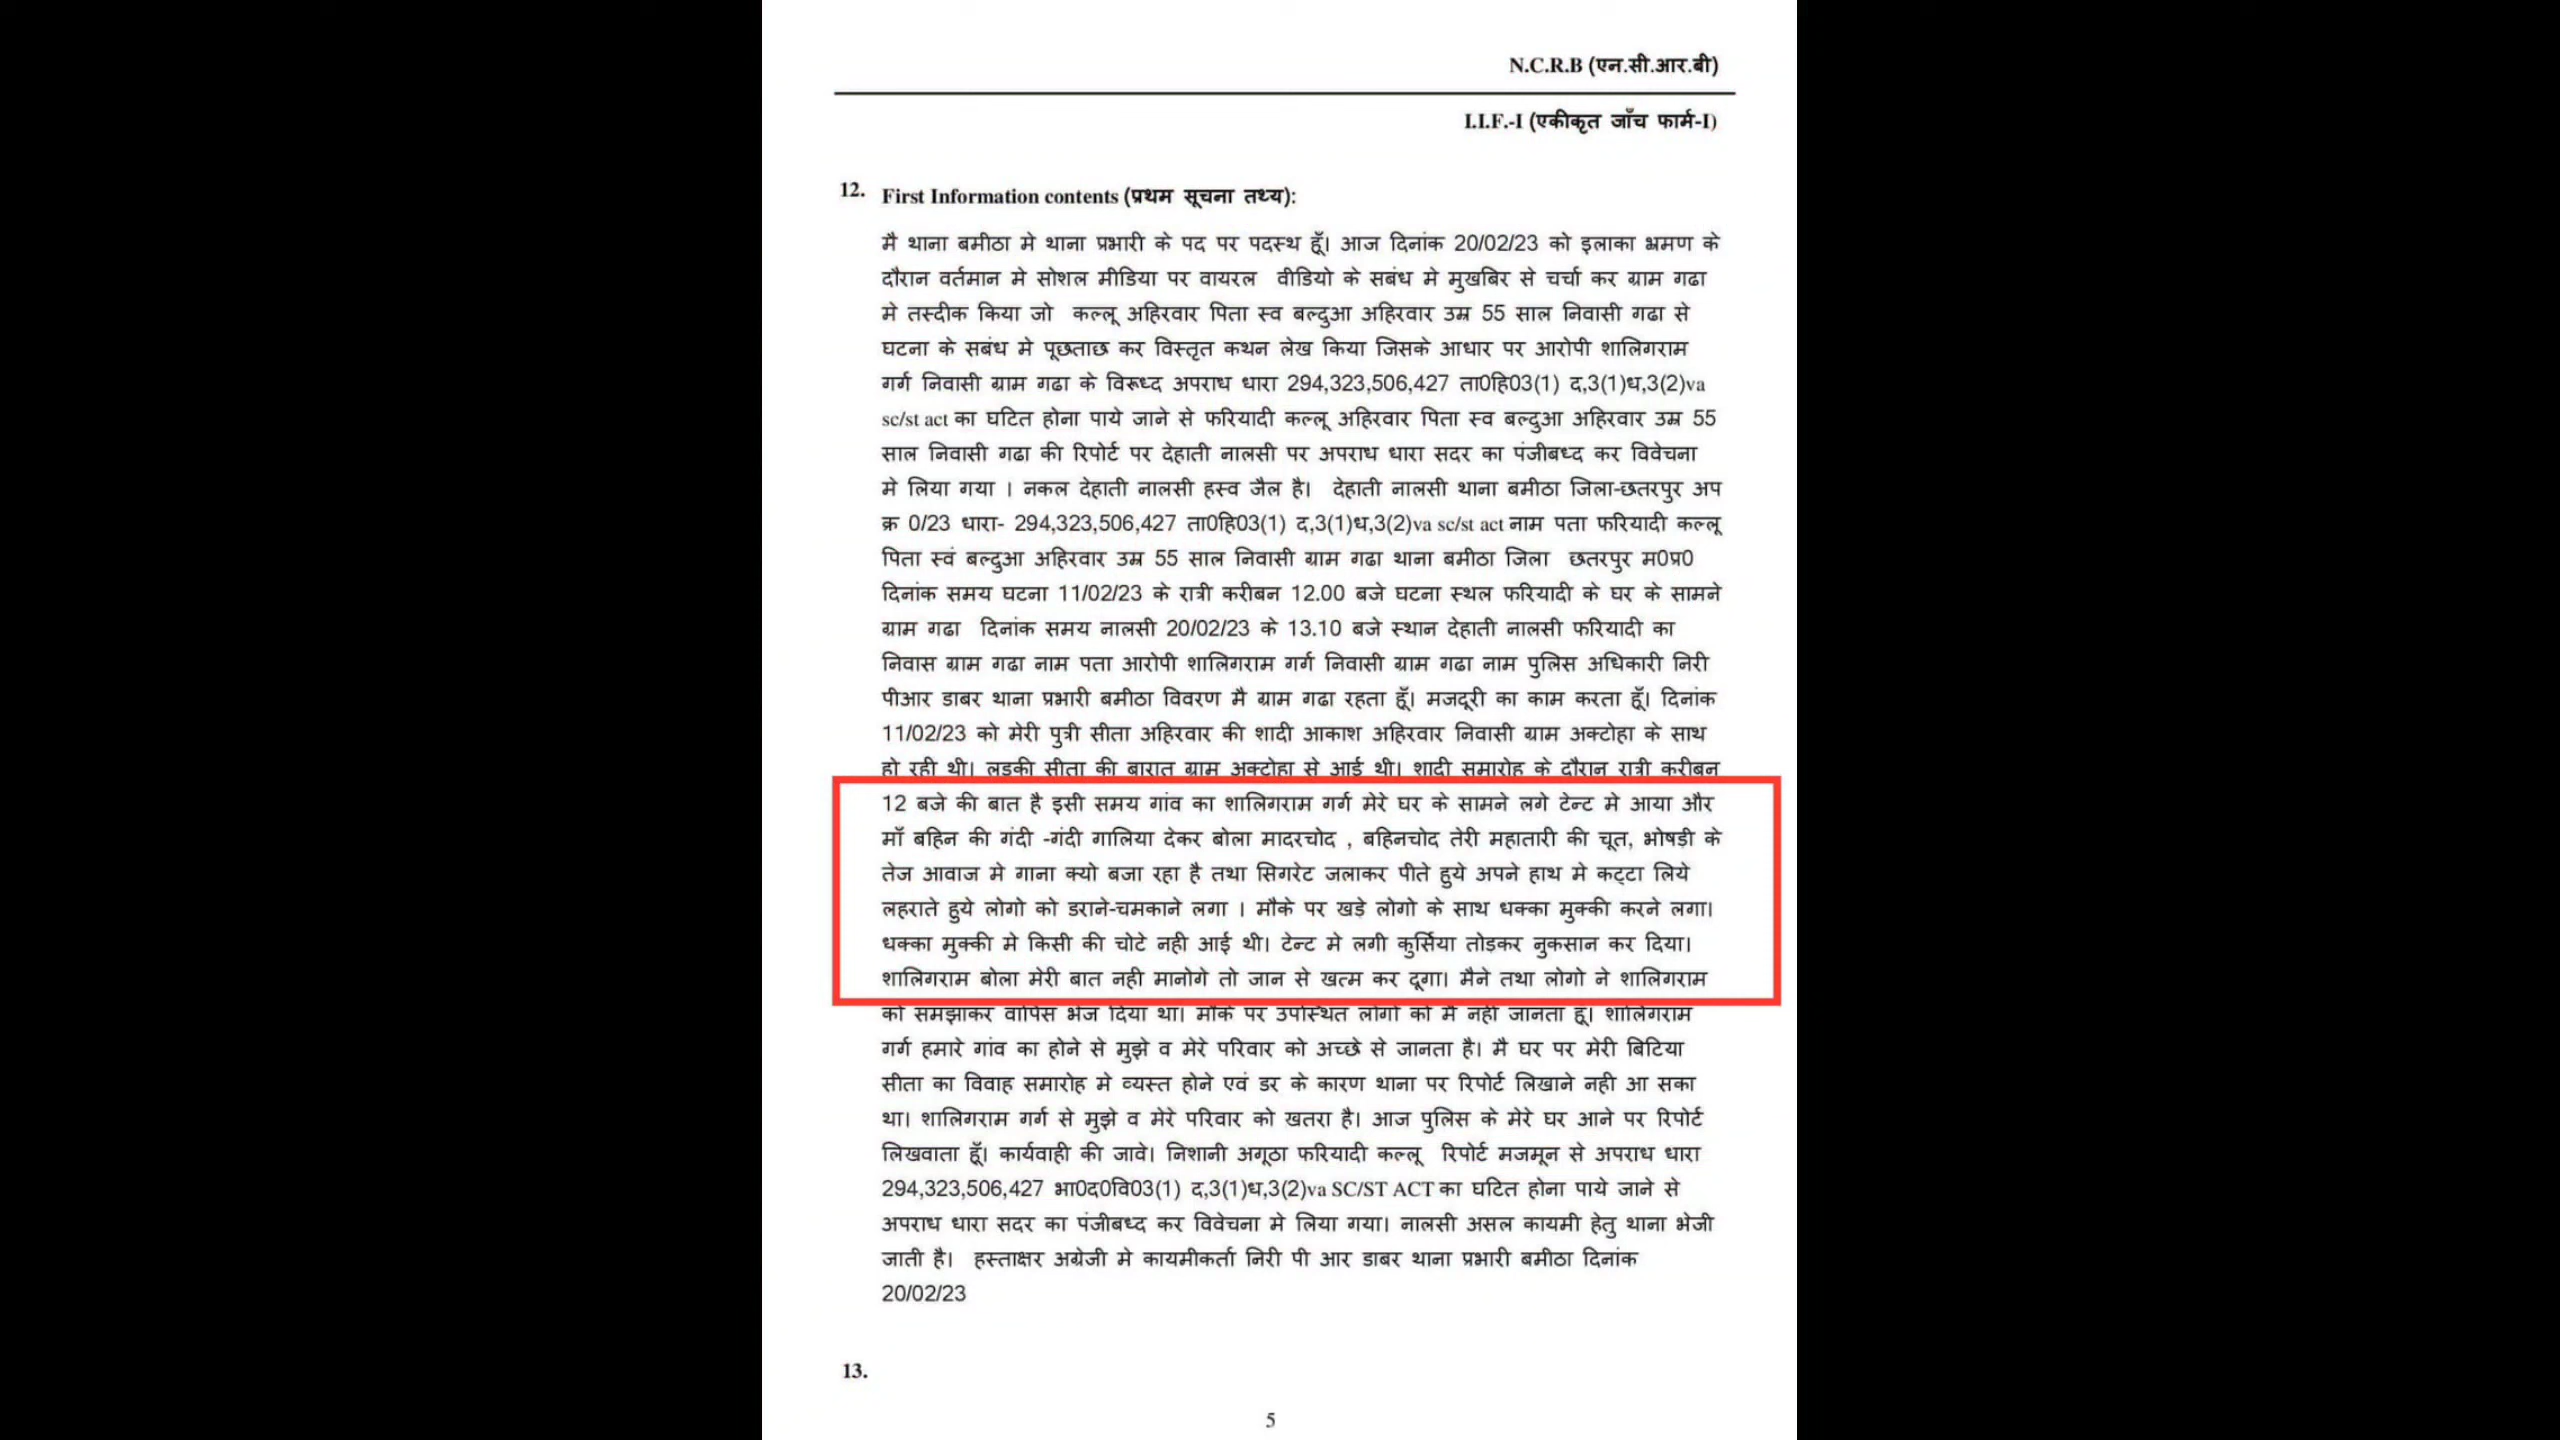 N.C.R.B (एन.सी.आर.बी)
I.I.F.-I (एकीकृत जाँच फार्म-I)
12. First Information contents (प्रथम सूचना तथ्य):
मै थाना बमीठा मे थाना प्रभारी के पद पर पदस्थ हूँ। आज दिनांक 20/02/23 को इलाका भ्रमण के
दौरान वर्तमान मे सोशल मीडिया पर वायरल वीडियो के सबंध मे मुखबिर से चर्चा कर ग्राम गढा
मे तस्दीक किया जो कल्लू अहिरवार पिता स्व बल्दुआ अहिरवार उम्र 55 साल निवासी गढा से
घटना के सबंध मे पूछताछ कर विस्तृत कथन लेख किया जिसके आधार पर आरोपी शालिगराम
गर्ग निवासी ग्राम गढा के विरूध्द अपराध धारा 294,323,506,427 ता0हि03(1) द,3(1)ध,3(2)va
sc/st act का घटित होना पाये जाने से फरियादी कल्लू अहिरवार पिता स्व बल्दुआ अहिरवार उम्र 55
साल निवासी गढा की रिपोर्ट पर देहाती नालसी पर अपराध धारा सदर का पंजीबध्द कर विवेचना
मे लिया गया । नकल देहाती नालसी हस्व जैल है। देहाती नालसी थाना बमीठा जिला-छतरपुर अप
क्र 0/23 धारा- 294,323,506,427 ता0हि03(1) द,3(1)ध,3(2)va sc/st act नाम पता फरियादी कल्लू
पिता स्वं बल्दुआ अहिरवार उम्र 55 साल निवासी ग्राम गढा थाना बमीठा जिला छतरपुर म0प्र0
दिनांक समय घटना 11/02/23 के रात्री करीबन 12.00 बजे घटना स्थल फरियादी के घर के सामने
ग्राम गढा दिनांक समय नालसी 20/02/23 के 13.10 बजे स्थान देहाती नालसी फरियादी का
निवास ग्राम गढा नाम पता आरोपी शालिगराम गर्ग निवासी ग्राम गढा नाम पुलिस अधिकारी निरी
पीआर डाबर थाना प्रभारी बमीठा विवरण मै ग्राम गढा रहता हूँ। मजदूरी का काम करता हूँ। दिनांक
11/02/23 को मेरी पुत्री सीता अहिरवार की शादी आकाश अहिरवार निवासी ग्राम अक्टोहा के साथ
हो रही थी। लडकी सीता की बारात ग्राम अक्टोहा से आई थी। शादी समारोह के दौरान रात्री करीबन
12 बजे की बात है इसी समय गांव का शालिगराम गर्ग मेरे घर के सामने लगे टेन्ट मे आया और
माँ बहिन की गंदी -गंदी गालिया देकर बोला मादरचोद , बहिनचोद तेरी महातारी की चूत, भोषड़ी के
तेज आवाज मे गाना क्यो बजा रहा है तथा सिगरेट जलाकर पीते हुये अपने हाथ मे कट्टा लिये
लहराते हुये लोगो को डराने-चमकाने लगा । मौके पर खड़े लोगो के साथ धक्का मुक्की करने लगा।
धक्का मुक्की मे किसी की चोटे नही आई थी। टेन्ट मे लगी कुर्सिया तोडकर नुकसान कर दिया।
शालिगराम बोला मेरी बात नही मानोगे तो जान से खत्म कर दूगा। मैने तथा लोगो ने शालिगराम
को समझाकर वापिस भेज दिया था। मौके पर उपस्थित लोगो को मै नही जानता हूं। शालिगराम
गर्ग हमारे गांव का होने से मुझे व मेरे परिवार को अच्छे से जानता है। मै घर पर मेरी बिटिया
सीता का विवाह समारोह मे व्यस्त होने एवं डर के कारण थाना पर रिपोर्ट लिखाने नही आ सका
था। शालिगराम गर्ग से मुझे व मेरे परिवार को खतरा है। आज पुलिस के मेरे घर आने पर रिपोर्ट
लिखवाता हूँ। कार्यवाही की जावे। निशानी अगूठा फरियादी कल्लू रिपोर्ट मजमून से अपराध धारा
294,323,506,427 भा0द0वि03(1) द,3(1)ध,3(2)va SC/ST ACT का घटित होना पाये जाने से
अपराध धारा सदर का पंजीबध्द कर विवेचना मे लिया गया। नालसी असल कायमी हेतु थाना भेजी
जाती है। हस्ताक्षर अग्रेजी मे कायमीकर्ता निरी पी आर डाबर थाना प्रभारी बमीठा दिनांक
20/02/23
13.
5